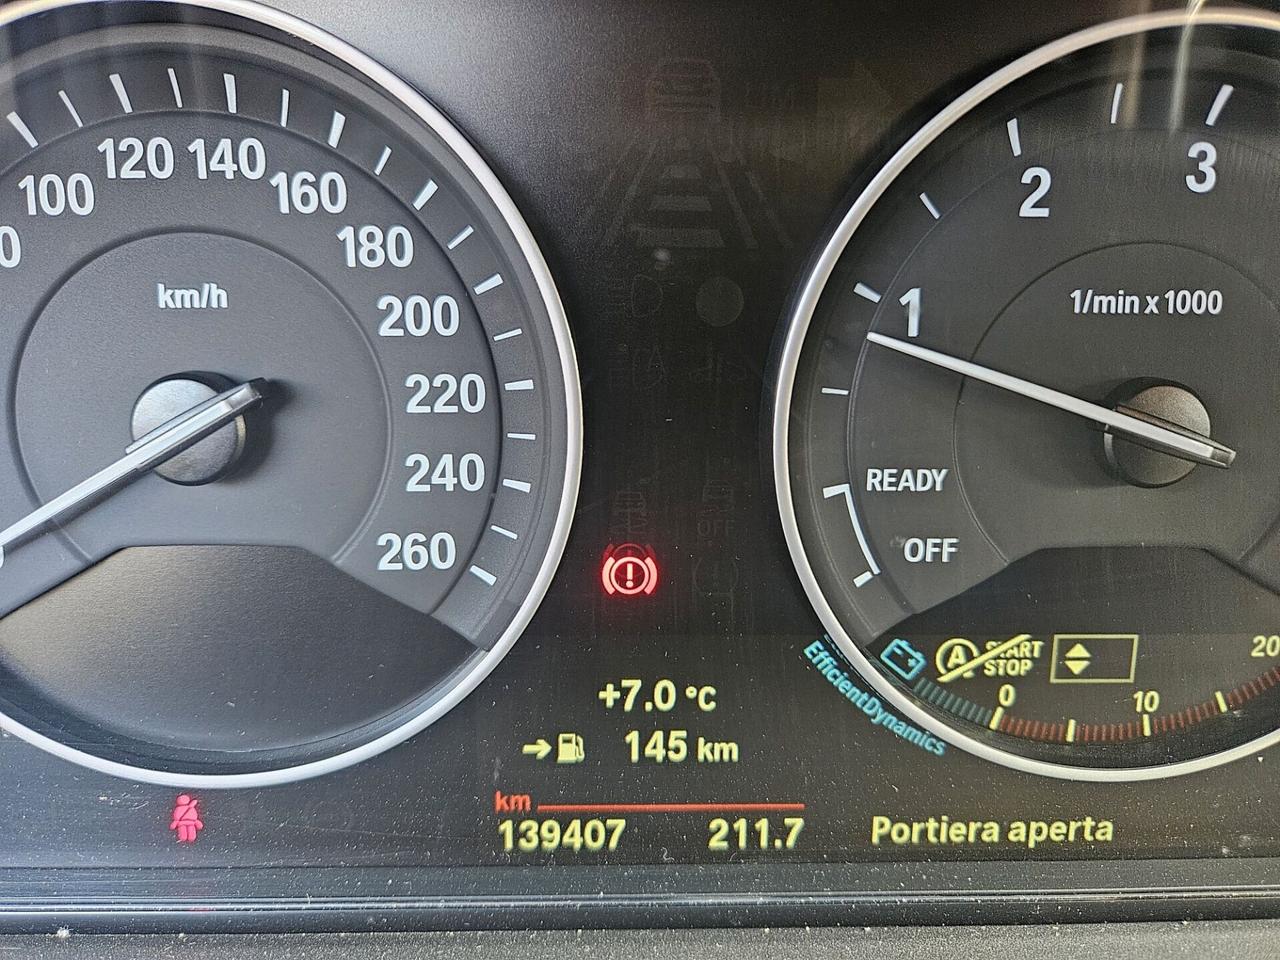 100
120
140
160
180
200
220
240
260
km/h
1
2
3
1/min x 1000
READY
OFF
OFF
A START STOP
0
10
20
EfficientDynamics
+7.0 °C
145 km
km
139407 211.7
Portiera aperta